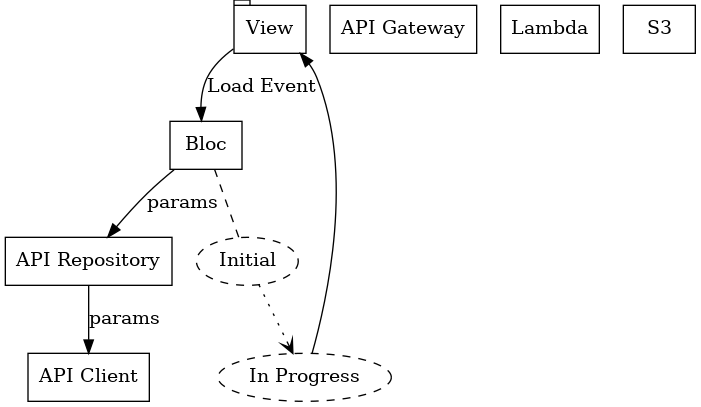 View
API Gateway
Lambda
S3
Load Event
Bloc
params
API Repository
Initial
params
API Client
In Progress